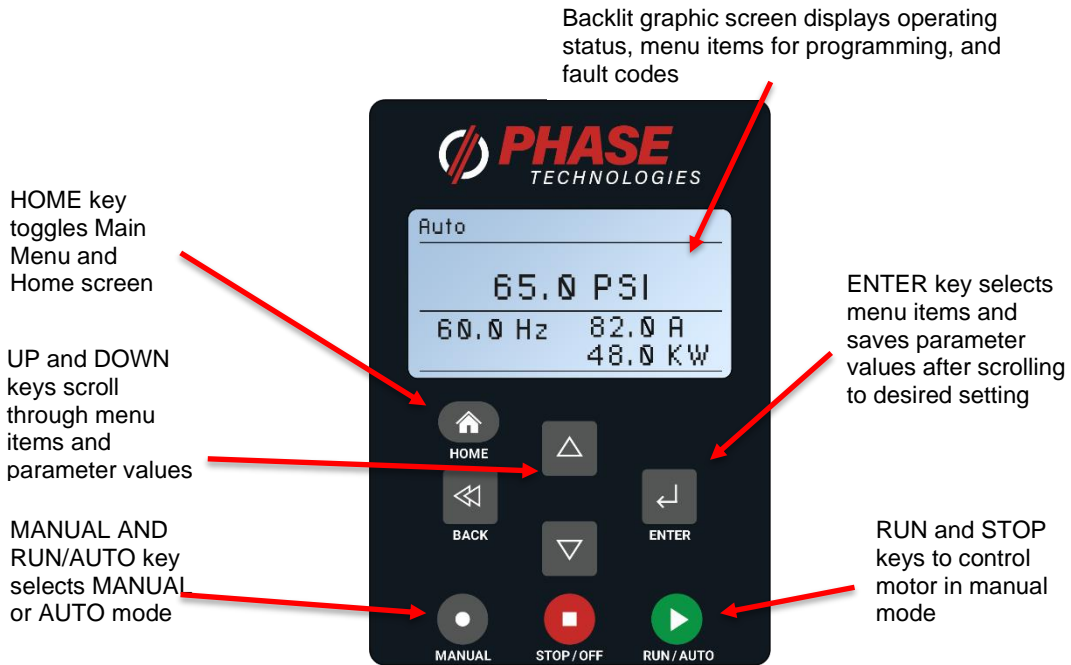 Backlit graphic screen displays operating
status, menu items for programming, and
fault codes
PHASE
TECHNOLOGIES
HOME key
toggles Main
Menu and
Home screen
Auto
65.0 PSI
60.0 Hz
82.0 A
48.0 KW
ENTER key selects
menu items and
saves parameter
values after scrolling
to desired setting
UP and DOWN
keys scroll
through menu
items and
parameter values
HOME
BACK
ENTER
MANUAL AND
RUN/AUTO key
selects MANUAL
or AUTO mode
RUN and STOP
keys to control
motor in manual
mode
MANUAL
STOP/OFF
RUN/AUTO